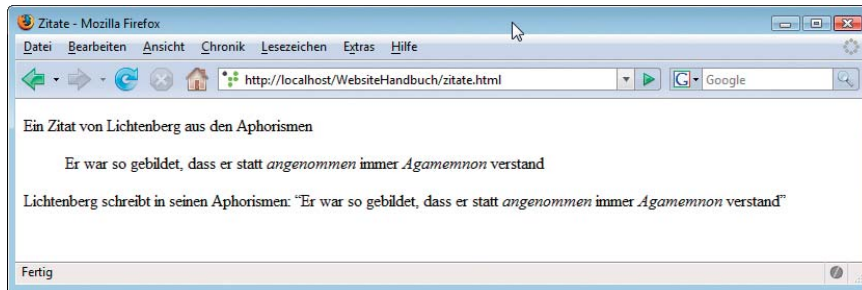 Zitate - Mozilla Firefox
Datei Bearbeiten Ansicht Chronik Lesezeichen Extras Hilfe
http://localhost/WebsiteHandbuch/zitate.html G Google
Ein Zitat von Lichtenberg aus den Aphorismen
Er war so gebildet, dass er statt angenommen immer Agamemnon verstand
Lichtenberg schreibt in seinen Aphorismen: “Er war so gebildet, dass er statt angenommen immer Agamemnon verstand”
Fertig